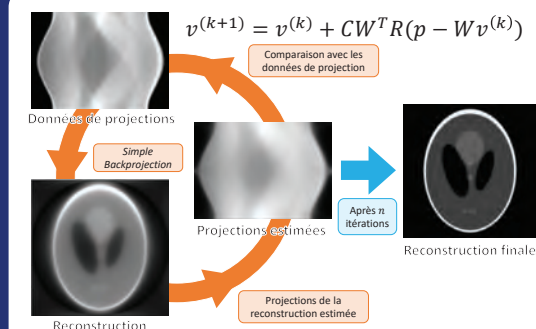 v^{(k+1)} = v^{(k)} + CW^T R(p − Wv^{(k)})
Comparaison avec les
données de projection
Données de projections
Simple
Backprojection
Projections estimées
Après n
itérations
Reconstruction finale
Projections de la
reconstruction estimée
Reconstruction